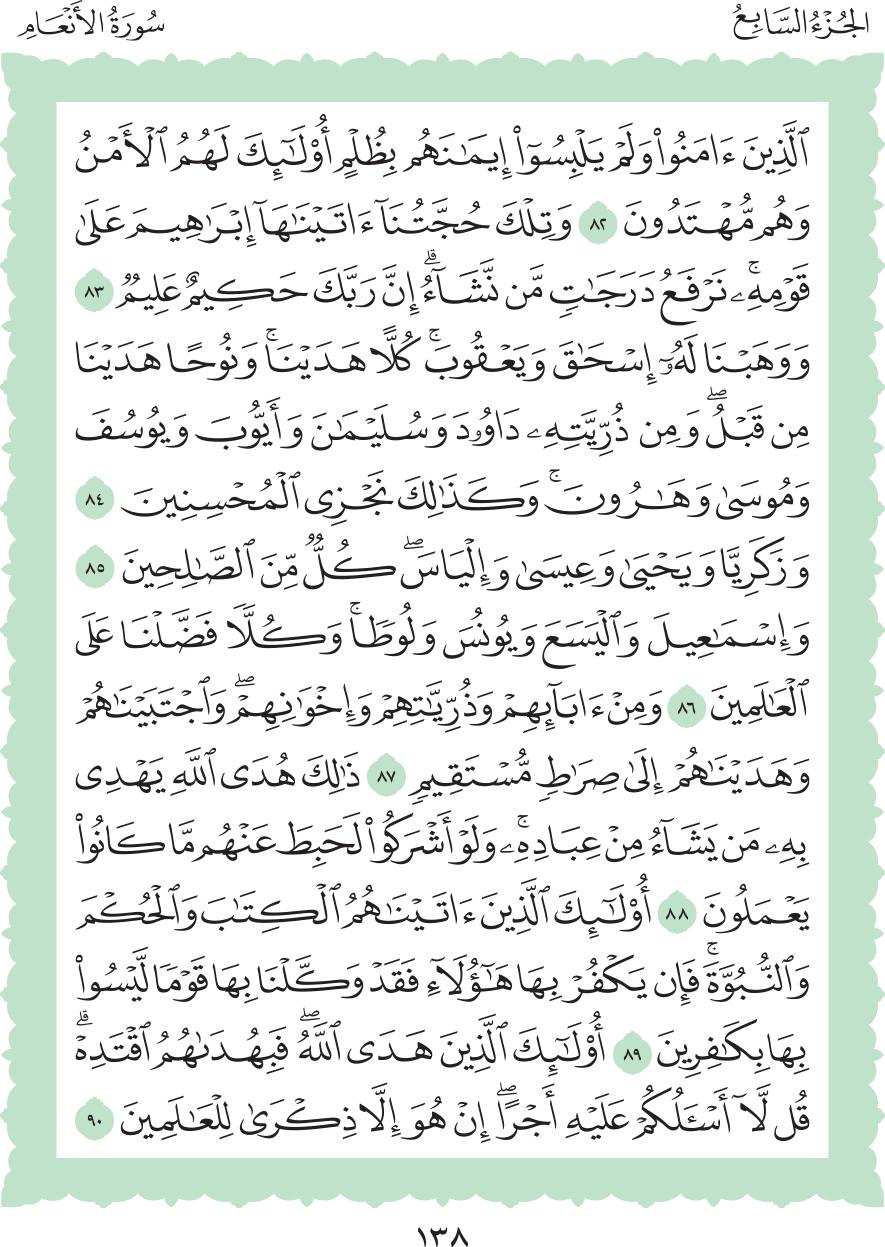 الجُزْءُ السَّابِعُ
سُورَةُ الأَنْعَامِ
ٱلَّذِينَ ءَامَنُوا۟ وَلَمْ يَلْبِسُوٓا۟ إِيمَـٰنَهُم بِظُلْمٍ أُو۟لَـٰٓئِكَ لَهُمُ ٱلْأَمْنُ
وَهُم مُّهْتَدُونَ ٨٢ وَتِلْكَ حُجَّتُنَآ ءَاتَيْنَـٰهَآ إِبْرَٰهِيمَ عَلَىٰ
قَوْمِهِۦۚ نَرْفَعُ دَرَجَـٰتٍ مَّن نَّشَآءُۗ إِنَّ رَبَّكَ حَكِيمٌ عَلِيمٌ ٨٣
وَوَهَبْنَا لَهُۥٓ إِسْحَـٰقَ وَيَعْقُوبَۚ كُلًّا هَدَيْنَاۚ وَنُوحًا هَدَيْنَا
مِن قَبْلُۖ وَمِن ذُرِّيَّتِهِۦ دَاوُۥدَ وَسُلَيْمَـٰنَ وَأَيُّوبَ وَيُوسُفَ
وَمُوسَىٰ وَهَـٰرُونَۚ وَكَذَٰلِكَ نَجْزِى ٱلْمُحْسِنِينَ ٨٤
وَزَكَرِيَّا وَيَحْيَىٰ وَعِيسَىٰ وَإِلْيَاسَۖ كُلٌّ مِّنَ ٱلصَّـٰلِحِينَ ٨٥
وَإِسْمَـٰعِيلَ وَٱلْيَسَعَ وَيُونُسَ وَلُوطًاۚ وَكُلًّا فَضَّلْنَا عَلَى
ٱلْعَـٰلَمِينَ ٨٦ وَمِنْ ءَابَآئِهِمْ وَذُرِّيَّـٰتِهِمْ وَإِخْوَٰنِهِمْۖ وَٱجْتَبَيْنَـٰهُمْ
وَهَدَيْنَـٰهُمْ إِلَىٰ صِرَٰطٍ مُّسْتَقِيمٍ ٨٧ ذَٰلِكَ هُدَى ٱللَّهِ يَهْدِى
بِهِۦ مَن يَشَآءُ مِنْ عِبَادِهِۦۚ وَلَوْ أَشْرَكُوا۟ لَحَبِطَ عَنْهُم مَّا كَانُوا۟
يَعْمَلُونَ ٨٨ أُو۟لَـٰٓئِكَ ٱلَّذِينَ ءَاتَيْنَـٰهُمُ ٱلْكِتَـٰبَ وَٱلْحُكْمَ
وَٱلنُّبُوَّةَۚ فَإِن يَكْفُرْ بِهَا هَـٰٓؤُلَآءِ فَقَدْ وَكَّلْنَا بِهَا قَوْمًا لَّيْسُوا۟
بِهَا بِكَـٰفِرِينَ ٨٩ أُو۟لَـٰٓئِكَ ٱلَّذِينَ هَدَى ٱللَّهُۖ فَبِهُدَىٰهُمُ ٱقْتَدِهْۗ
قُل لَّآ أَسْـَٔلُكُمْ عَلَيْهِ أَجْرًاۖ إِنْ هُوَ إِلَّا ذِكْرَىٰ لِلْعَـٰلَمِينَ ٩٠
١٣٨